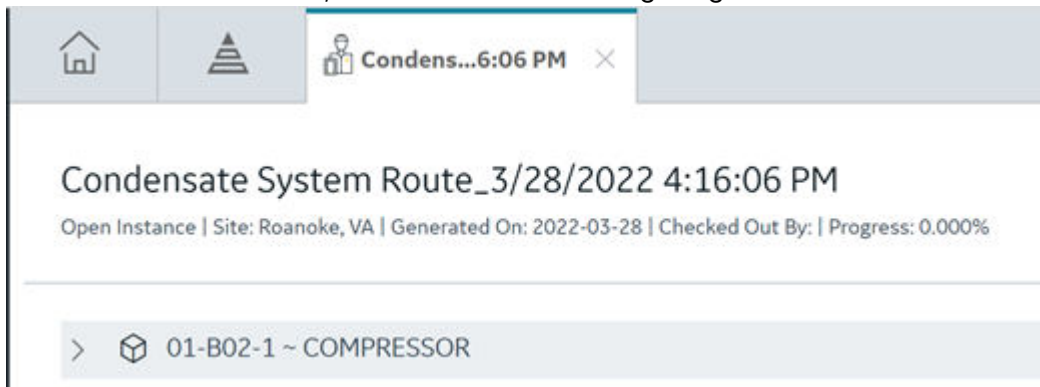 Condens...6:06 PM
Condensate System Route_3/28/2022 4:16:06 PM
Open Instance | Site: Roanoke, VA | Generated On: 2022-03-28 | Checked Out By: | Progress: 0.000%
01-B02-1 ~ COMPRESSOR